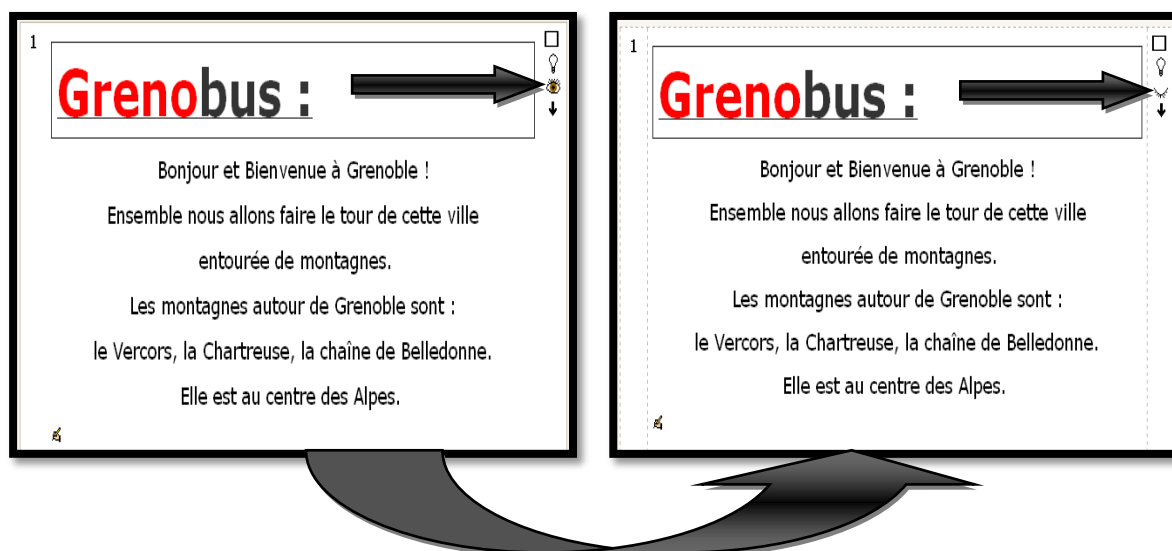 1
Grenobus :
Bonjour et Bienvenue à Grenoble !
Ensemble nous allons faire le tour de cette ville
entourée de montagnes.
Les montagnes autour de Grenoble sont :
le Vercors, la Chartreuse, la chaîne de Belledonne.
Elle est au centre des Alpes.
1
Grenobus :
Bonjour et Bienvenue à Grenoble !
Ensemble nous allons faire le tour de cette ville
entourée de montagnes.
Les montagnes autour de Grenoble sont :
le Vercors, la Chartreuse, la chaîne de Belledonne.
Elle est au centre des Alpes.